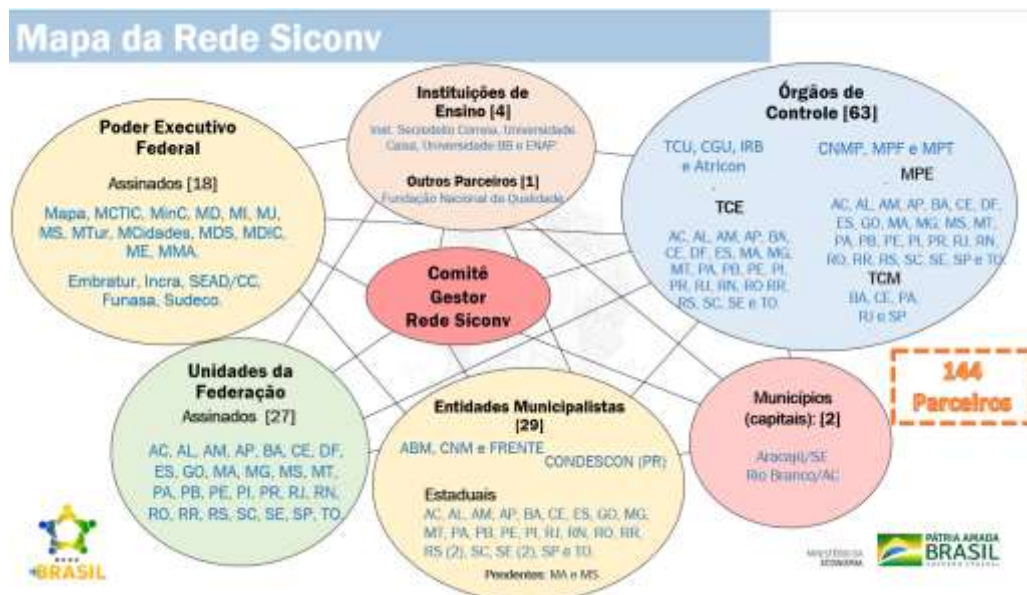 Mapa da Rede Siconv
Poder Executivo
Federal
Assinados [18]
Mapa, MCTIC, MinC, MD, MI, MJ,
MS, MTur, MCidades, MDS, MDIC,
ME, MMA.
Embratur, Incra, SEAD/CC,
Funasa, Sudeco.
Instituições de
Ensino [4]
Inst. Serzedello Correia, Universidade
Caixa, Universidade BB e ENAP.
Outros Parceiros [1]
Fundação Nacional da Qualidade
Órgãos de
Controle [63]
TCU, CGU, IRB
e Atricon
CNMP, MPF e MPT
MPE
AC, AL, AM, AP, BA, CE, DF,
ES, GO, MA, MG, MS, MT,
PA, PB, PE, PI, PR, RJ, RN,
RO, RR, RS, SC, SE, SP e TO.
TCE
AC, AL, AM, AP, BA,
CE, DF, ES, MA, MG,
MT, PA, PB, PE, PI,
PR, RJ, RN, RO RR,
RS, SC, SE e TO.
TCM
BA, CE, PA,
RJ e SP
Comitê
Gestor
Rede Siconv
Unidades da
Federação
Assinados [27]
AC, AL, AM, AP, BA, CE, DF,
ES, GO, MA, MG, MS, MT,
PA, PB, PE, PI, PR, RJ, RN,
RO, RR, RS, SC, SE, SP, TO.
Entidades Municipalistas
[29]
ABM, CNM e FRENTE
CONDESCON (PR)
Estaduais
AC, AL, AM, AP, BA, CE, ES, GO, MG,
MT, PA, PB, PE, PI, RJ, RN, RO, RR,
RS (2), SC, SE (2), SP e TO.
Pendentes: MA e MS.
Municípios
(capitais): [2]
Aracajú/SE
Rio Branco/AC
144
Parceiros
REDE
+BRASIL
MINISTÉRIO DA
ECONOMIA
PÁTRIA AMADA
BRASIL
GOVERNO FEDERAL